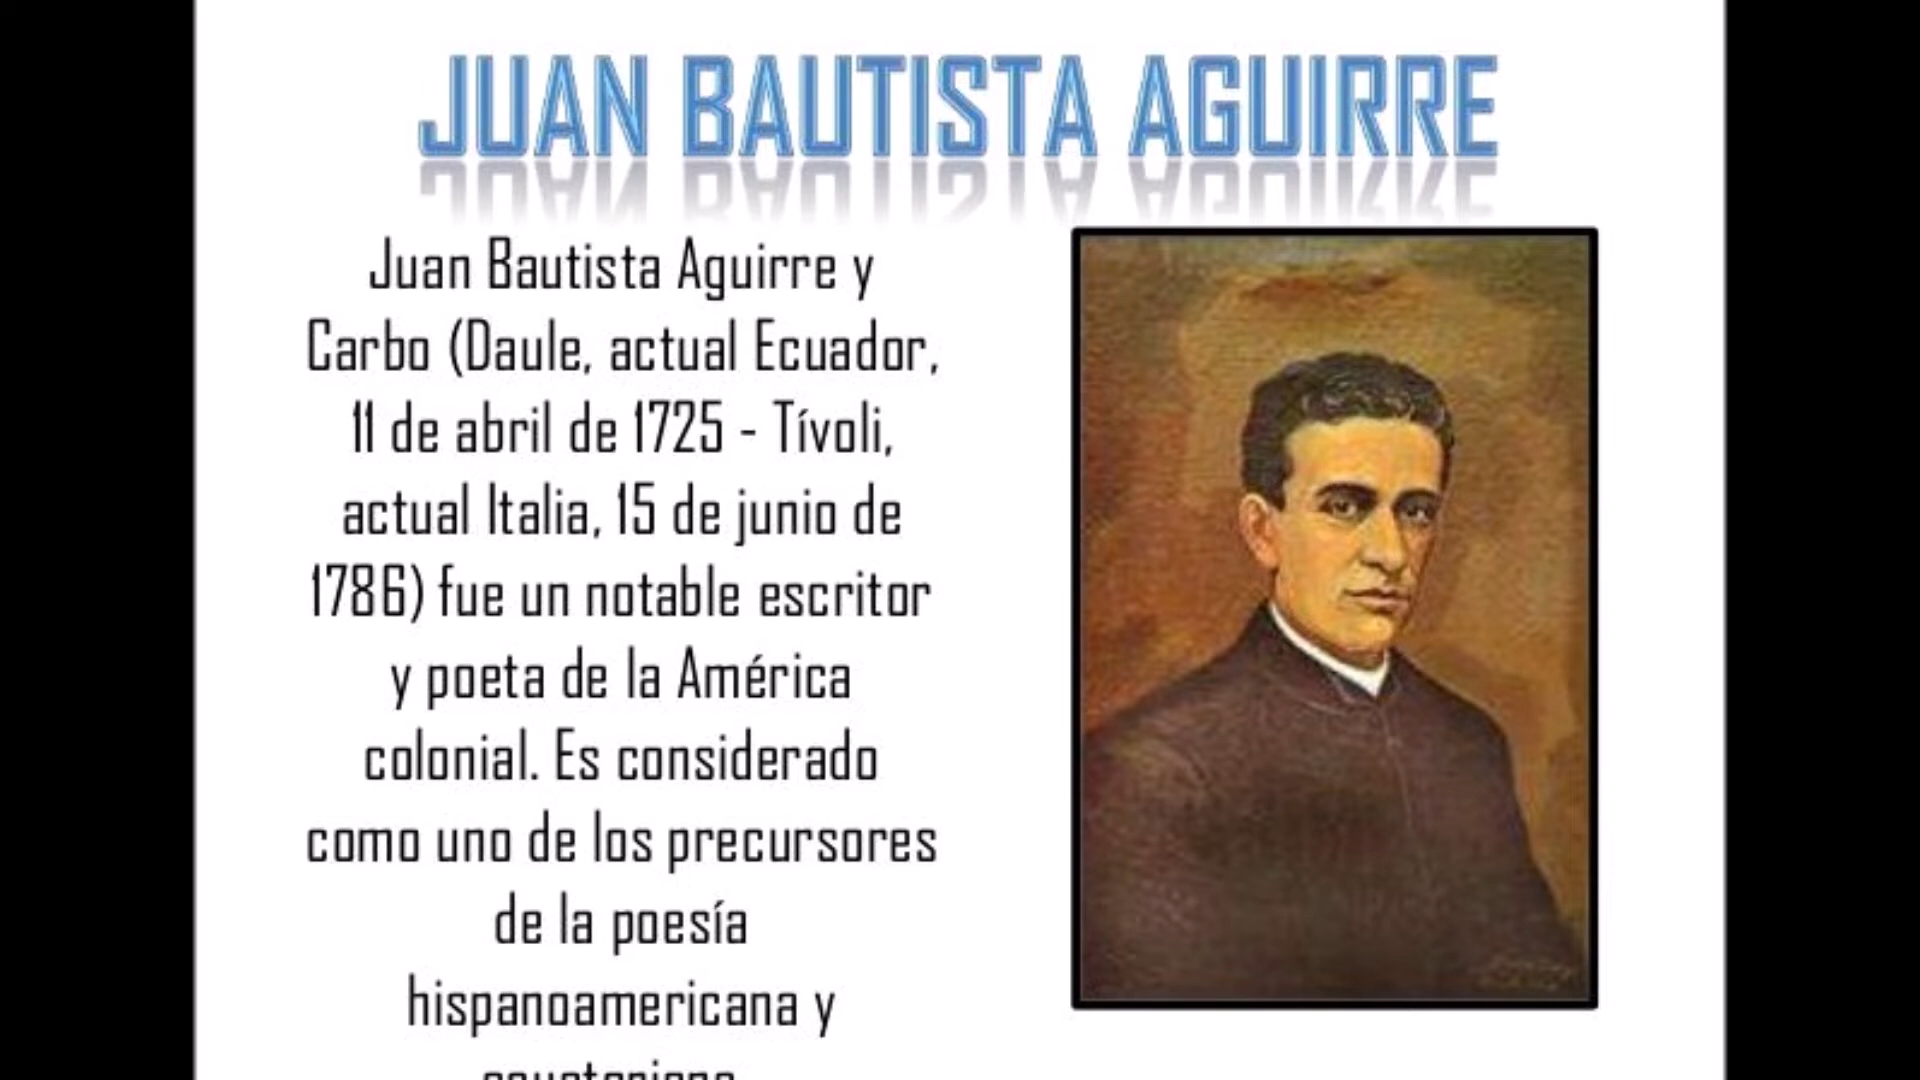 JUAN BAUTISTA AGUIRRE
Juan Bautista Aguirre y
Carbo (Daule, actual Ecuador,
11 de abril de 1725 - Tívoli,
actual Italia, 15 de junio de
1786) fue un notable escritor
y poeta de la América
colonial. Es considerado
como uno de los precursores
de la poesía
hispanoamericana y